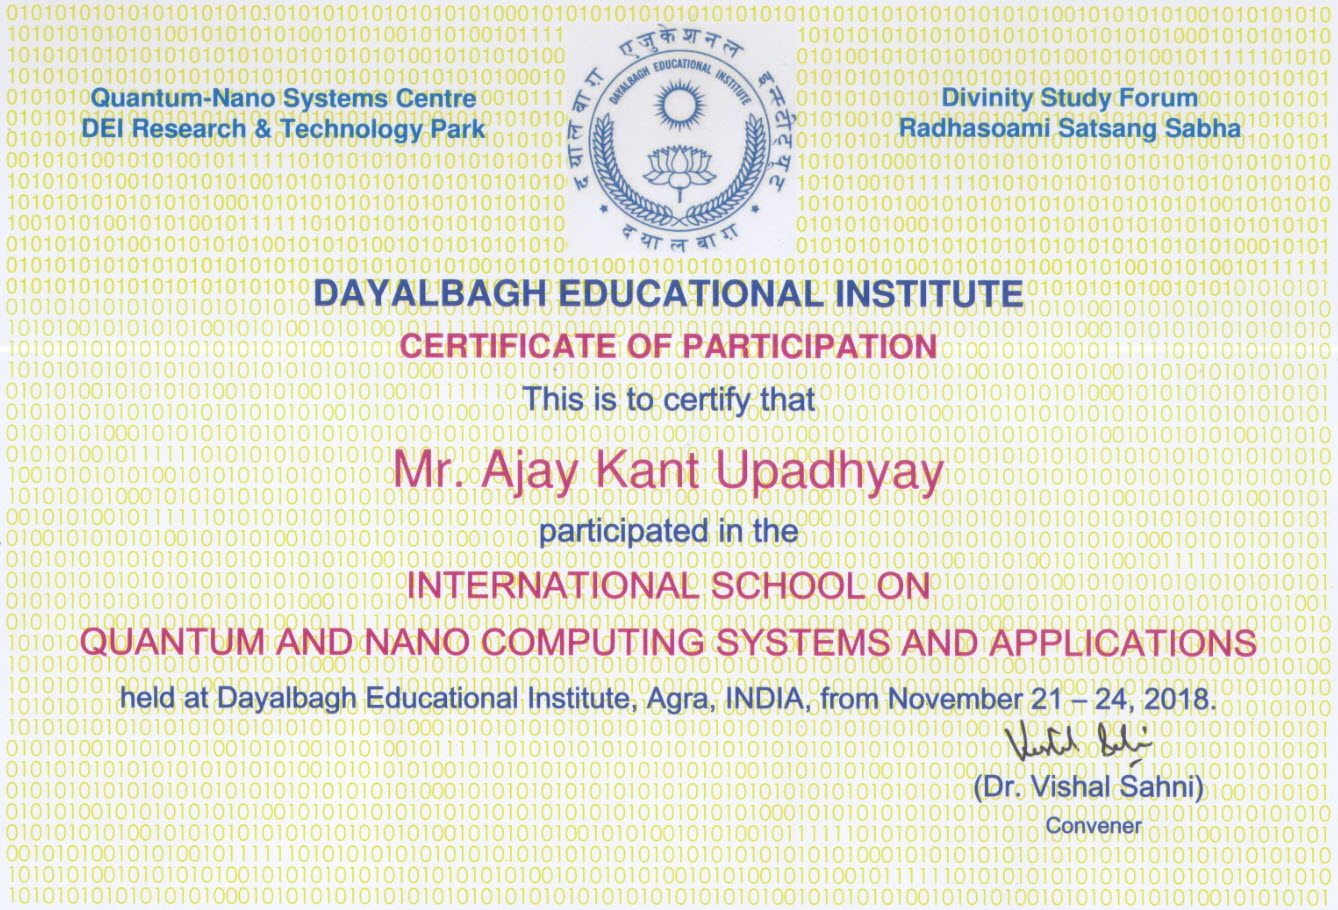 Quantum-Nano Systems Centre
DEI Research & Technology Park
दयालबाग़ एजुकेशनल इन्स्टीट्यूट
DAYALBAGH EDUCATIONAL INSTITUTE
दयालबाग़
Divinity Study Forum
Radhasoami Satsang Sabha
DAYALBAGH EDUCATIONAL INSTITUTE
CERTIFICATE OF PARTICIPATION
This is to certify that
Mr. Ajay Kant Upadhyay
participated in the
INTERNATIONAL SCHOOL ON
QUANTUM AND NANO COMPUTING SYSTEMS AND APPLICATIONS
held at Dayalbagh Educational Institute, Agra, INDIA, from November 21 – 24, 2018.
(Dr. Vishal Sahni)
Convener